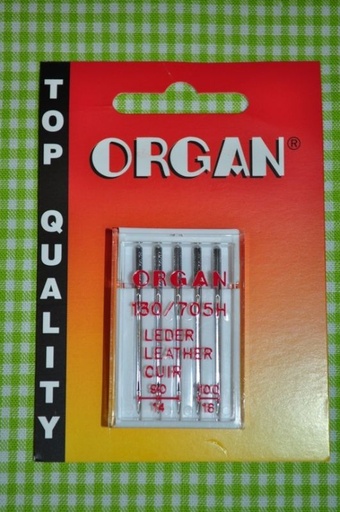 TOP QUALITY
ORGAN®
ORGAN
130/705H
LEDER
LEATHER
CUIR
90 100
14 16